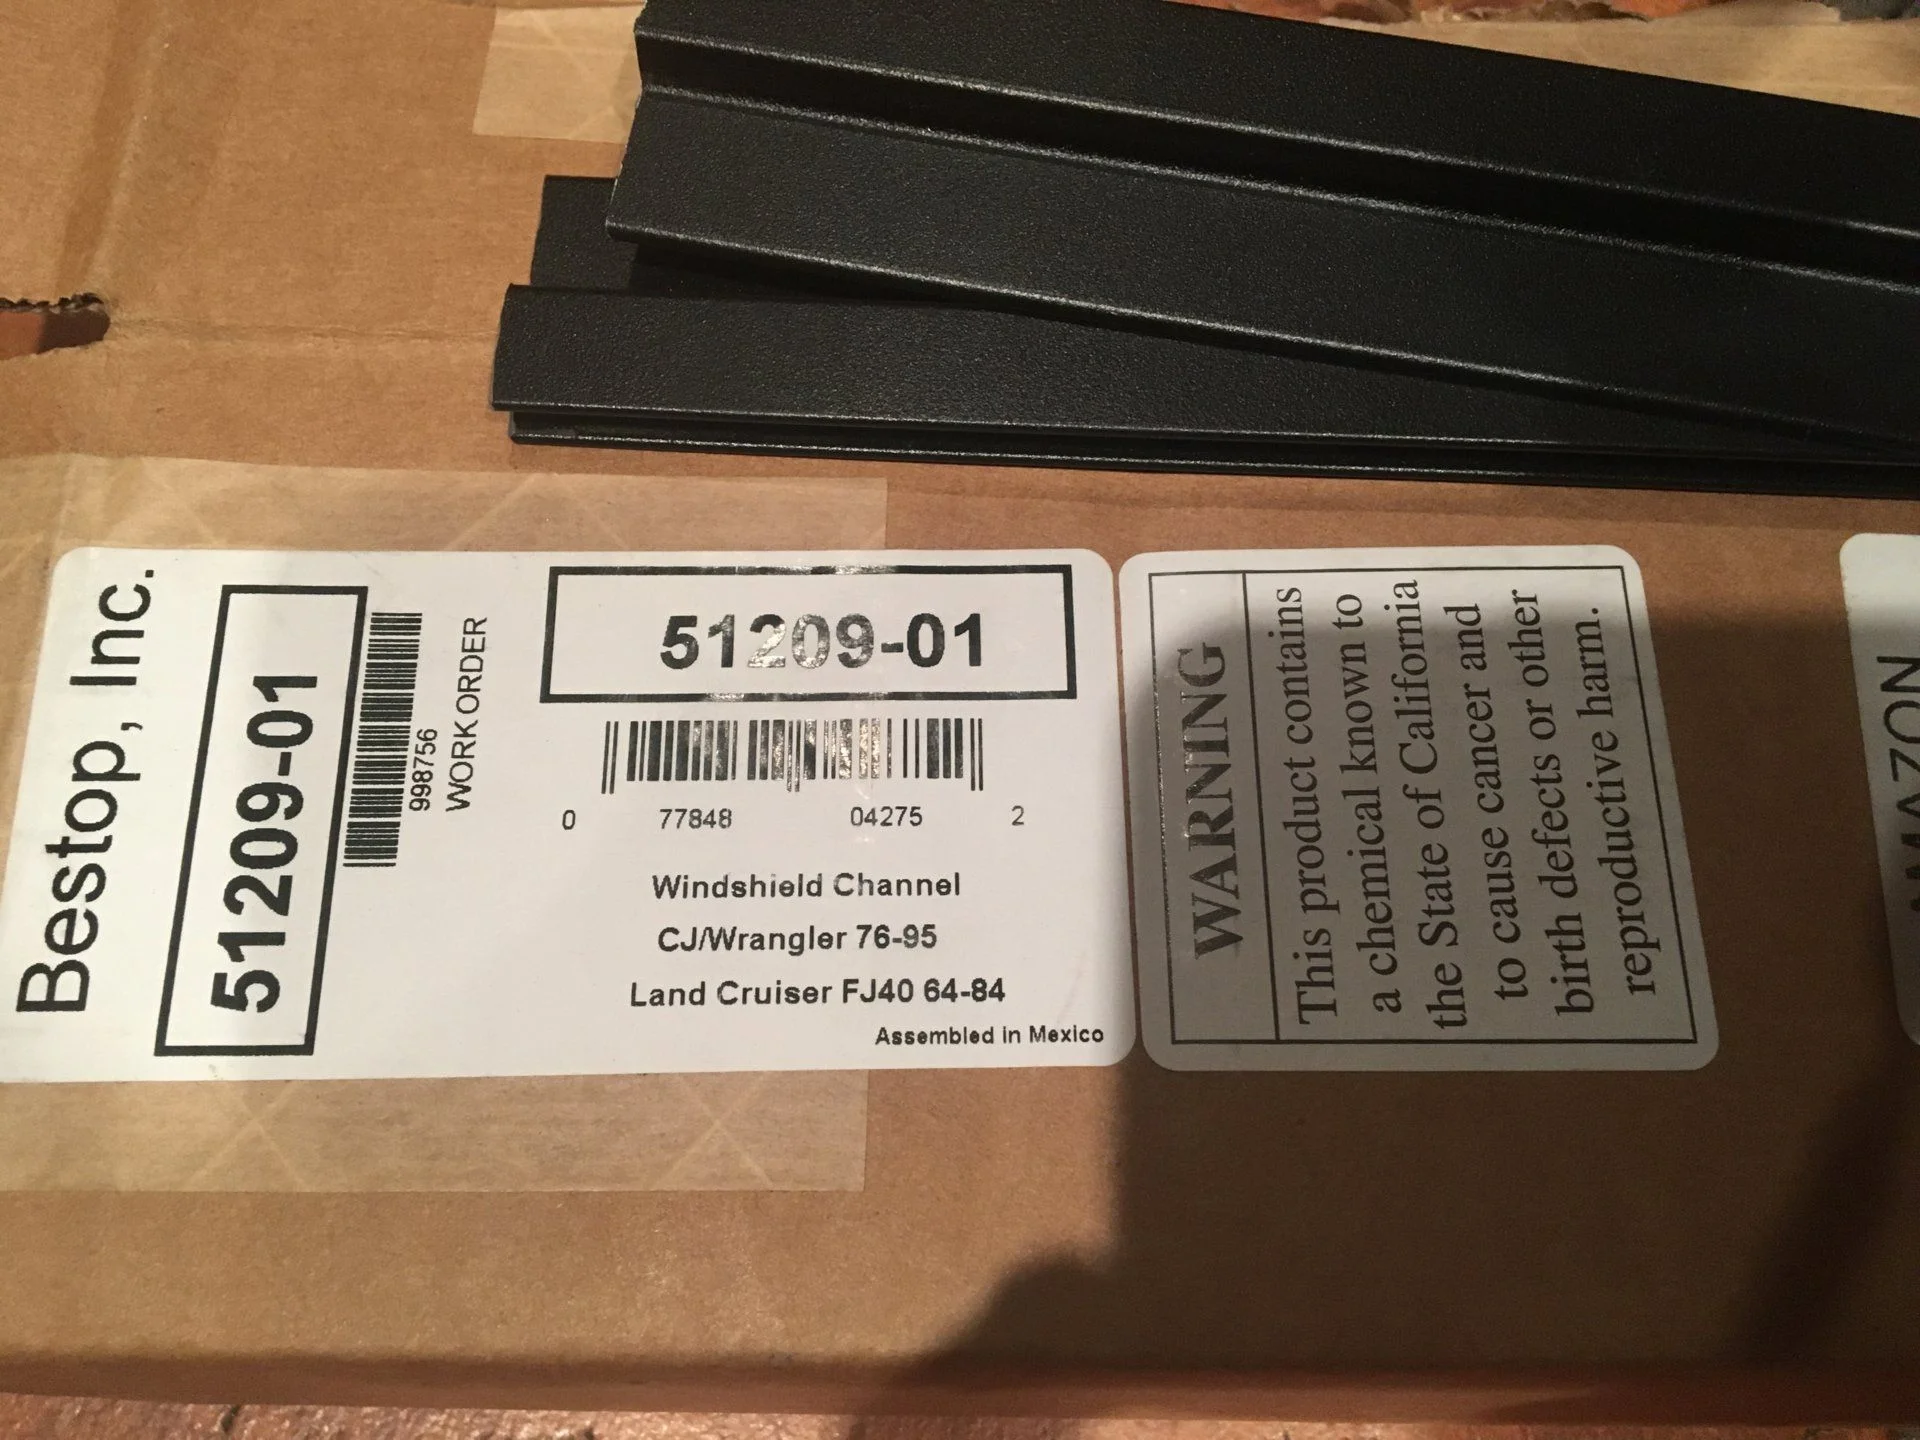 Bestop, Inc.
51209-01
998756
WORK ORDER
51209-01
0 77848 04275 2
Windshield Channel
CJ/Wrangler 76-95
Land Cruiser FJ40 64-84
Assembled in Mexico
WARNING
This product contains
a chemical known to
the State of California
to cause cancer and
birth defects or other
reproductive harm.
AMAZON